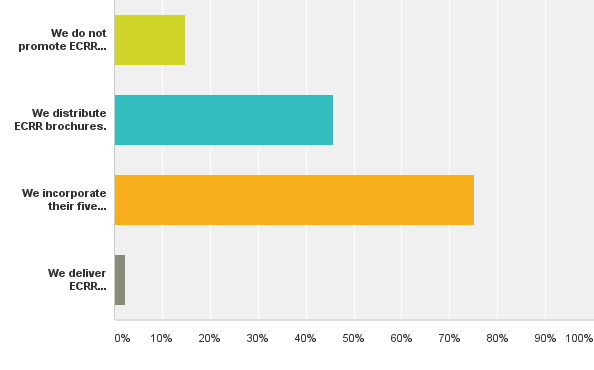 We do not
promote ECRR...
We distribute
ECRR brochures.
We incorporate
their five...
We deliver
ECRR...
0% 10% 20% 30% 40% 50% 60% 70% 80% 90% 100%